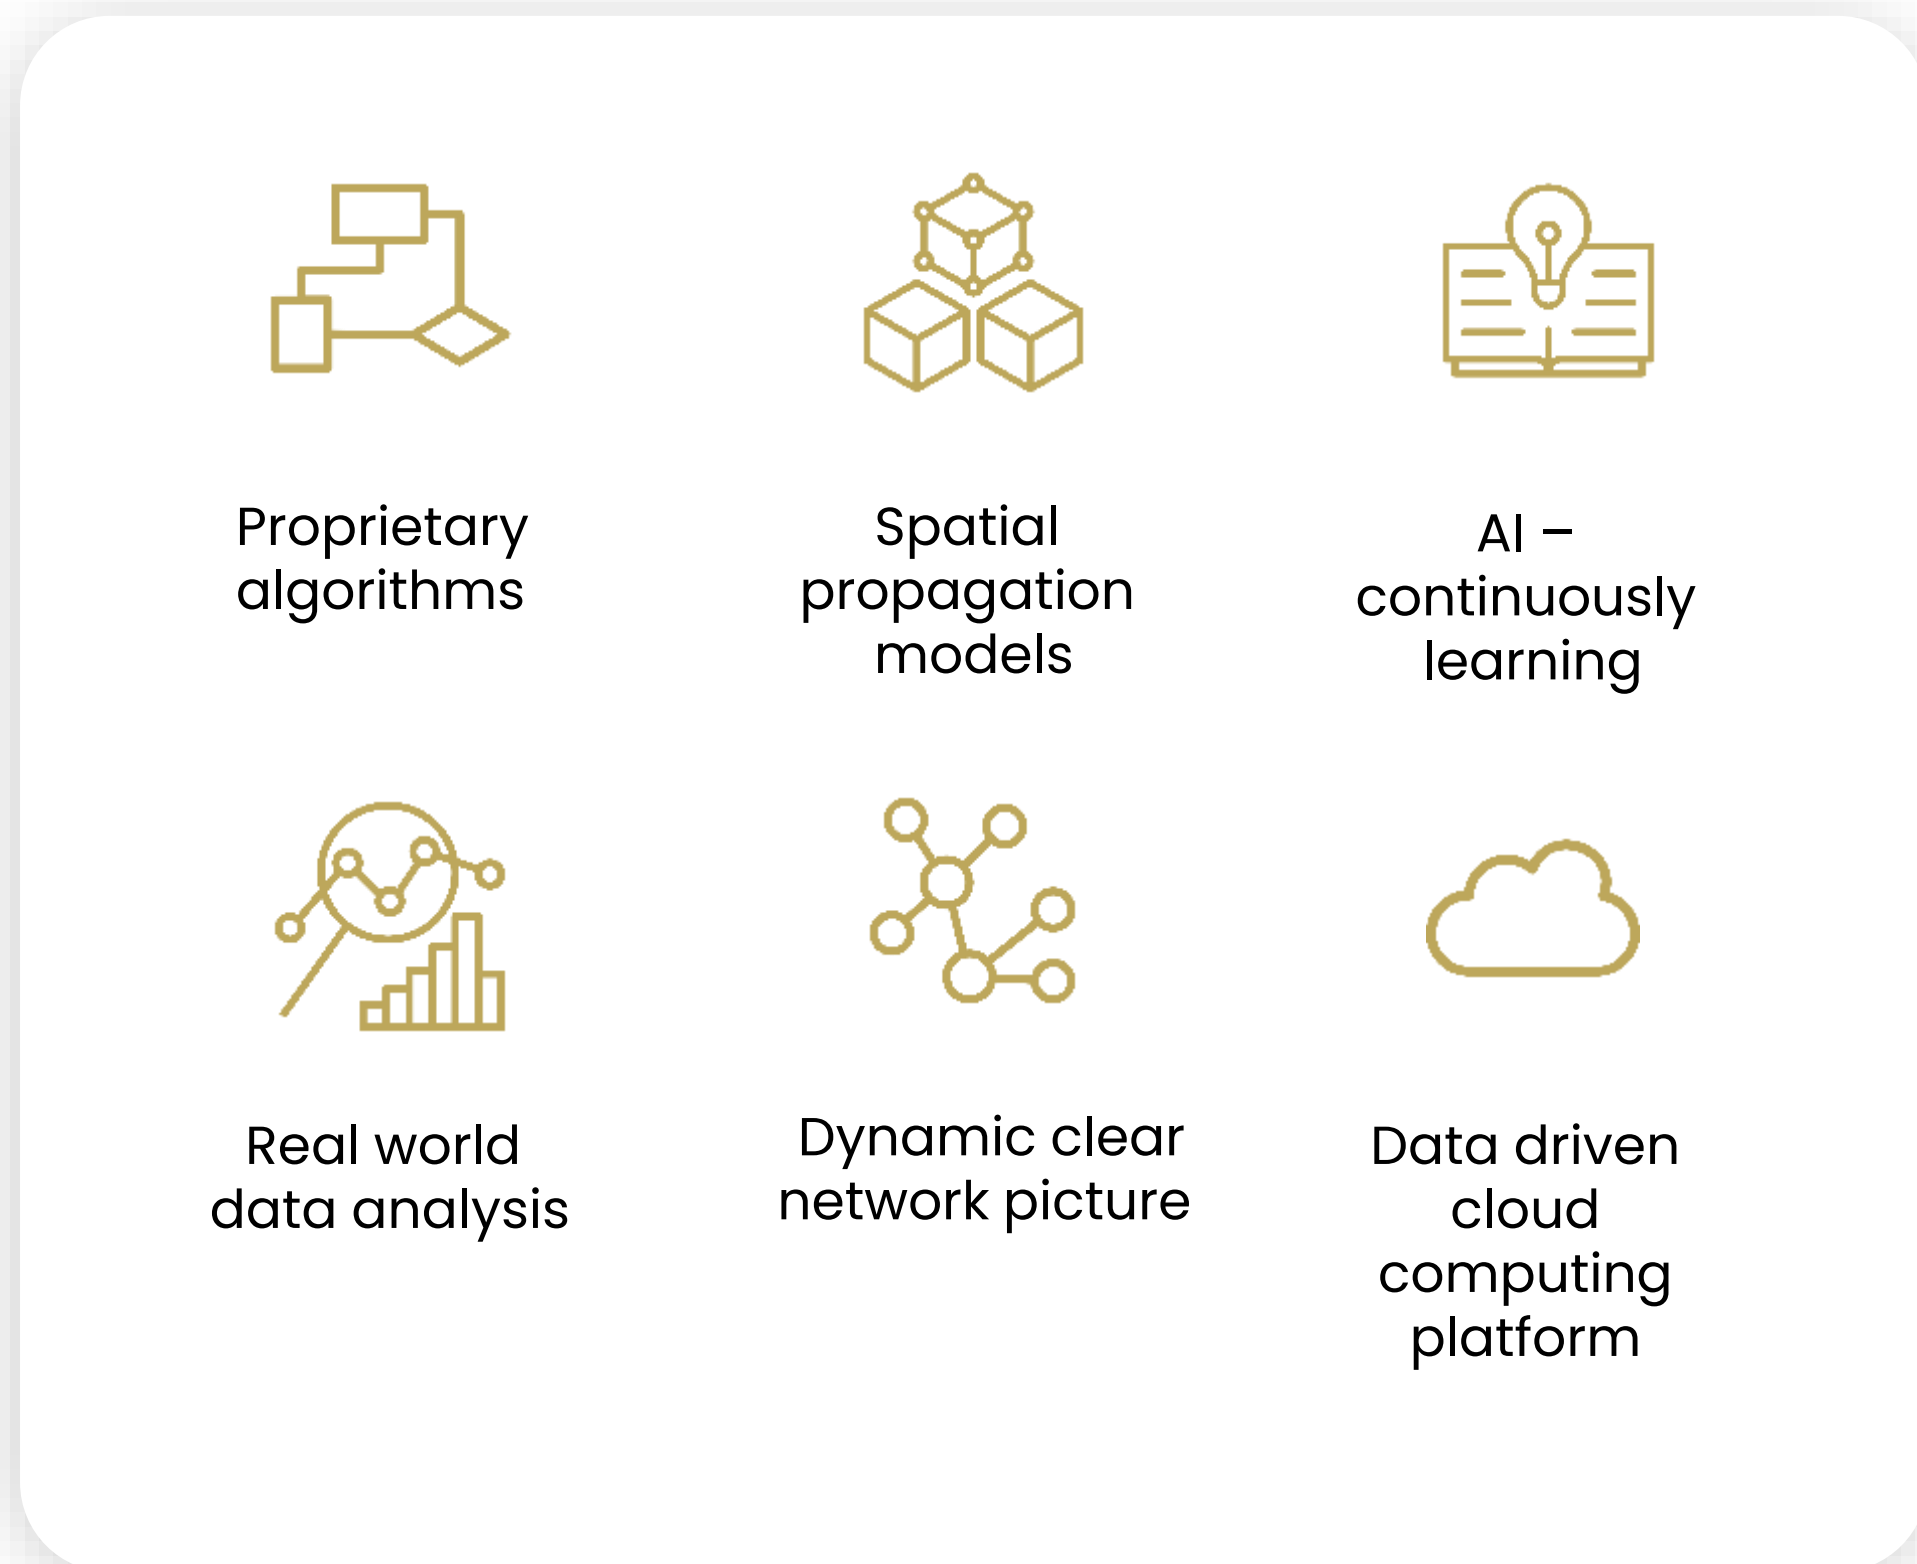 Proprietary
algorithms
Spatial
propagation
models
AI –
continuously
learning
Real world
data analysis
Dynamic clear
network picture
Data driven
cloud
computing
platform